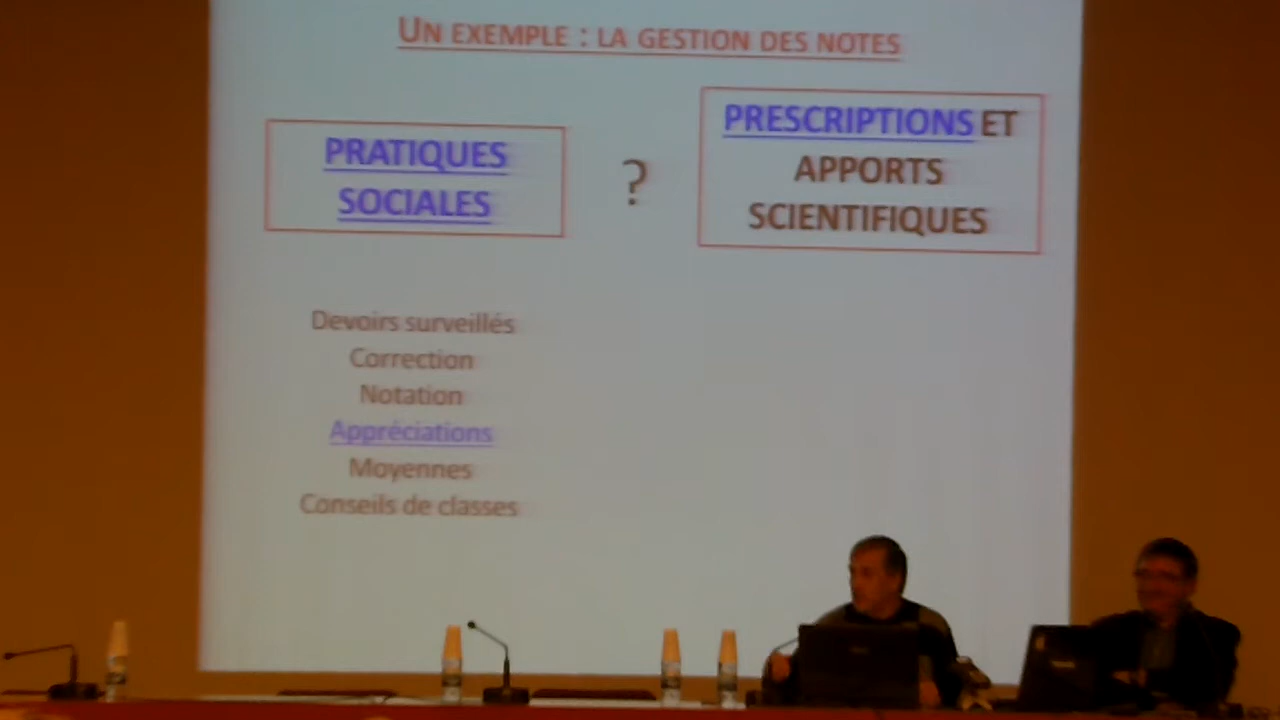 UN EXEMPLE : LA GESTION DES NOTES
PRATIQUES
SOCIALES
?
PRESCRIPTIONS ET
APPORTS
SCIENTIFIQUES
Devoirs surveillés
Correction
Notation
Appréciations
Moyennes
Conseils de classes